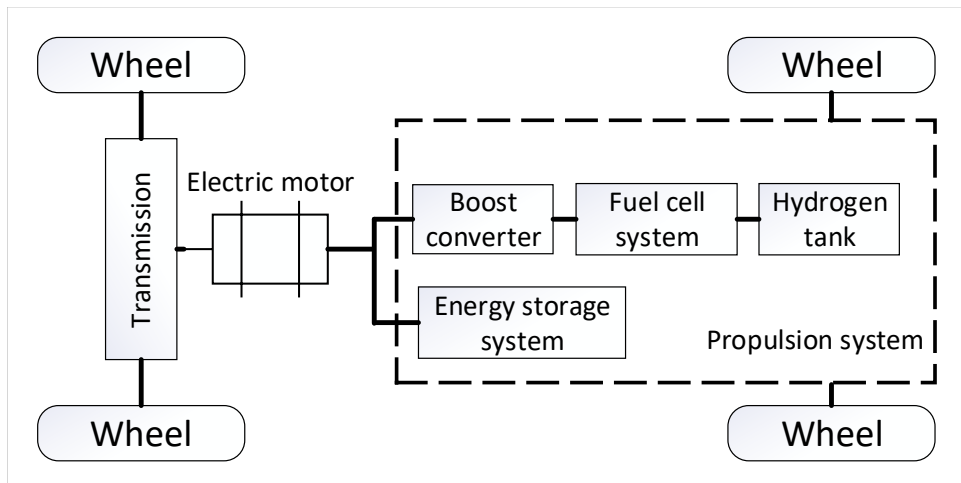 Wheel
Wheel
Transmission
Electric motor
Boost
converter
Fuel cell
system
Hydrogen
tank
Energy storage
system
Propulsion system
Wheel
Wheel